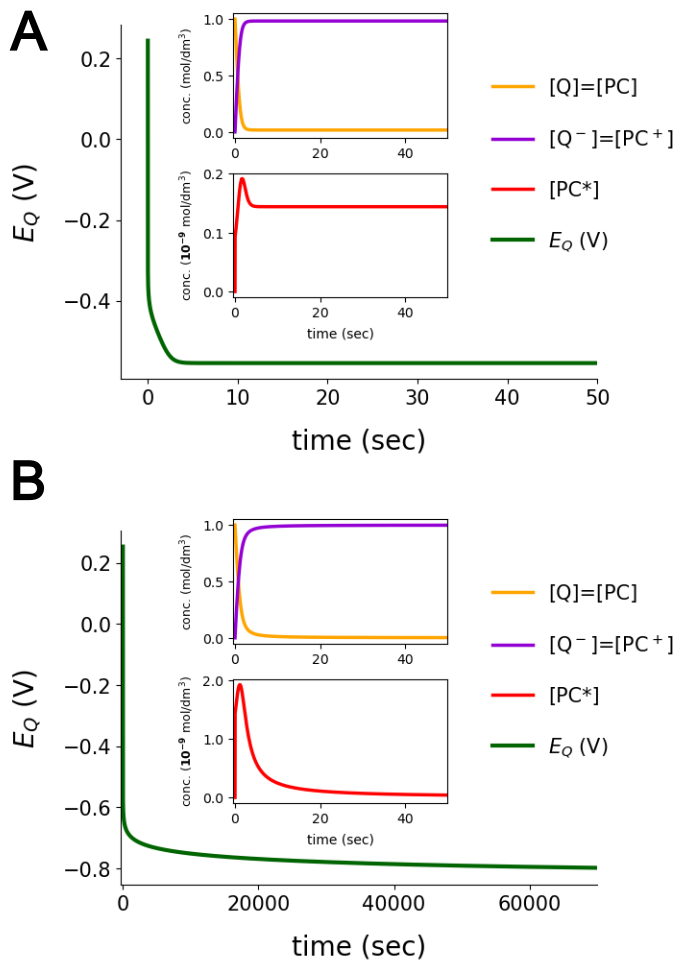 A
0.2
0.0
−0.2
−0.4
E_Q (V)
0
10
20
30
40
50
time (sec)
1.0
0.5
0.0
conc. (mol/dm³)
0
20
40
0.2
0.1
0.0
conc. (10⁻⁹ mol/dm³)
0
20
40
time (sec)
[Q]=[PC]
[Q⁻]=[PC⁺]
[PC*]
E_Q (V)
B
0.2
0.0
−0.2
−0.4
−0.6
−0.8
E_Q (V)
0
20000
40000
60000
time (sec)
1.0
0.5
0.0
conc. (mol/dm³)
0
20
40
2.0
1.0
0.0
conc. (10⁻⁹ mol/dm³)
0
20
40
time (sec)
[Q]=[PC]
[Q⁻]=[PC⁺]
[PC*]
E_Q (V)